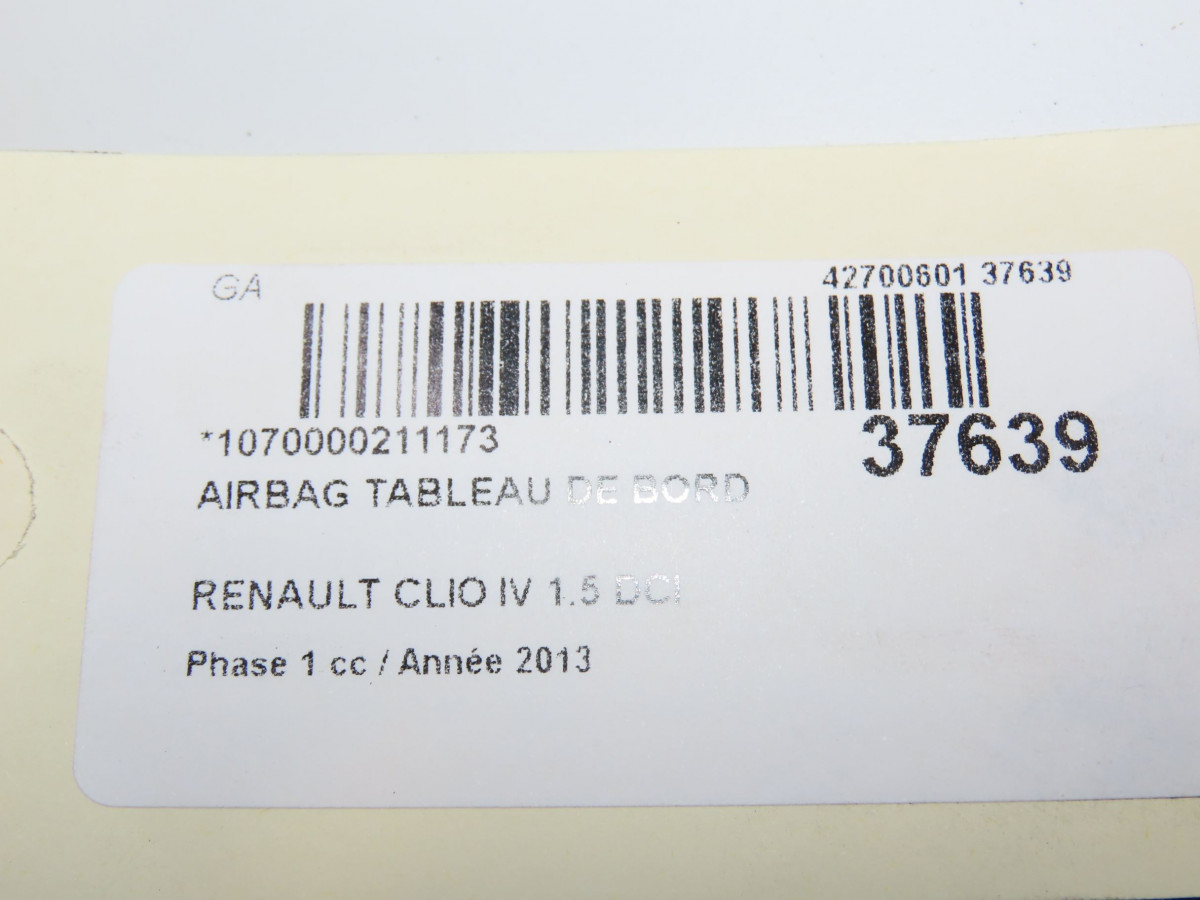 GA
42700601 37639
*1070000211173
37639
AIRBAG TABLEAU DE BORD
RENAULT CLIO IV 1.5 DCI
Phase 1 cc / Année 2013